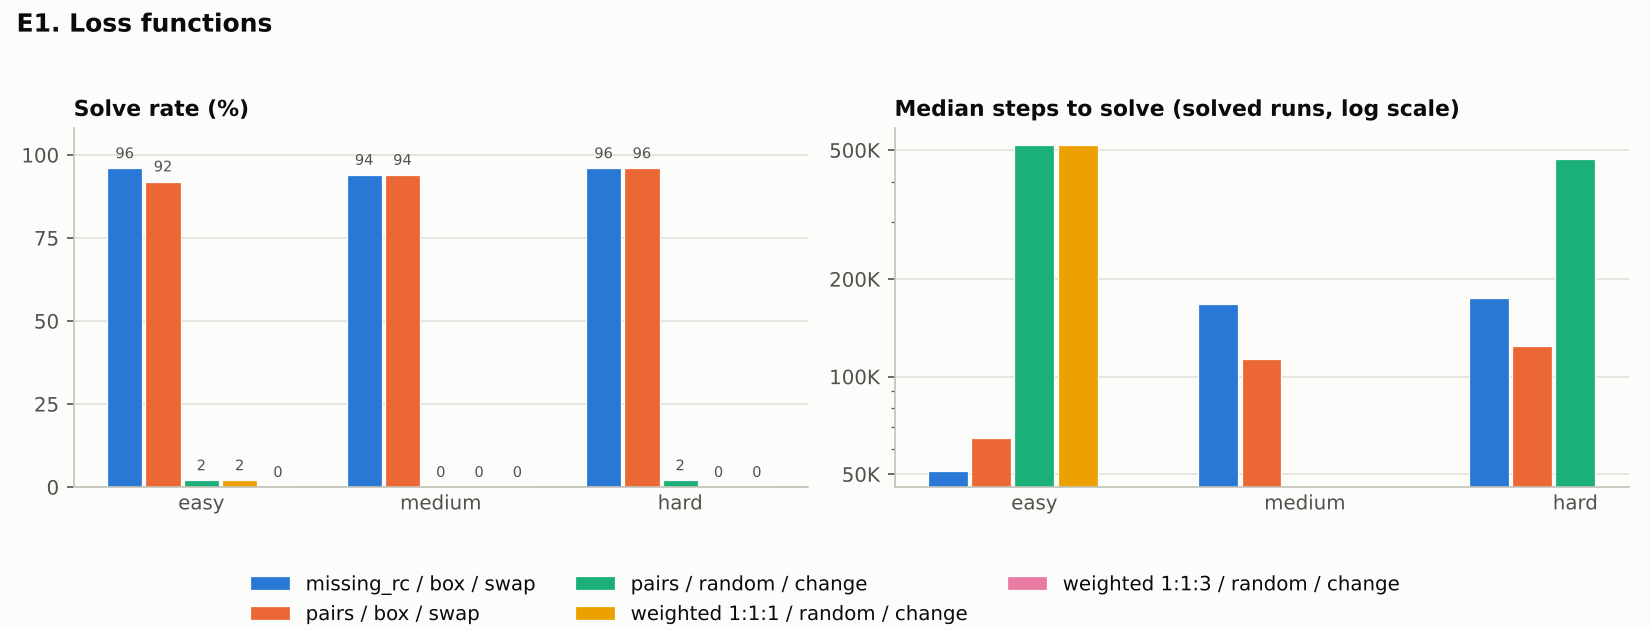 E1. Loss functions
Solve rate (%)
100
75
50
25
0
96
92
2
2
0
94
94
0
0
0
96
96
2
0
0
easy
medium
hard
Median steps to solve (solved runs, log scale)
500K
200K
100K
50K
easy
medium
hard
missing_rc / box / swap
pairs / box / swap
pairs / random / change
weighted 1:1:1 / random / change
weighted 1:1:3 / random / change